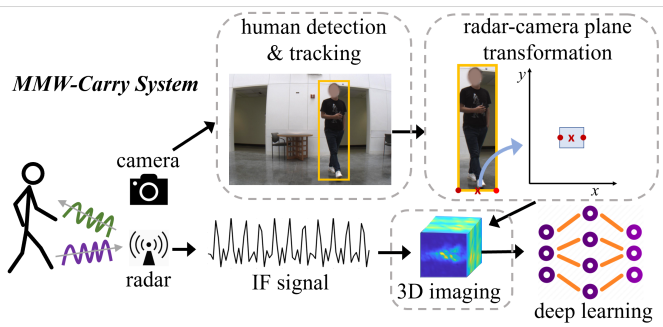 human detection
& tracking
radar-camera plane
transformation
MMW-Carry System
y
x
x
x
camera
radar
IF signal
3D imaging
deep learning